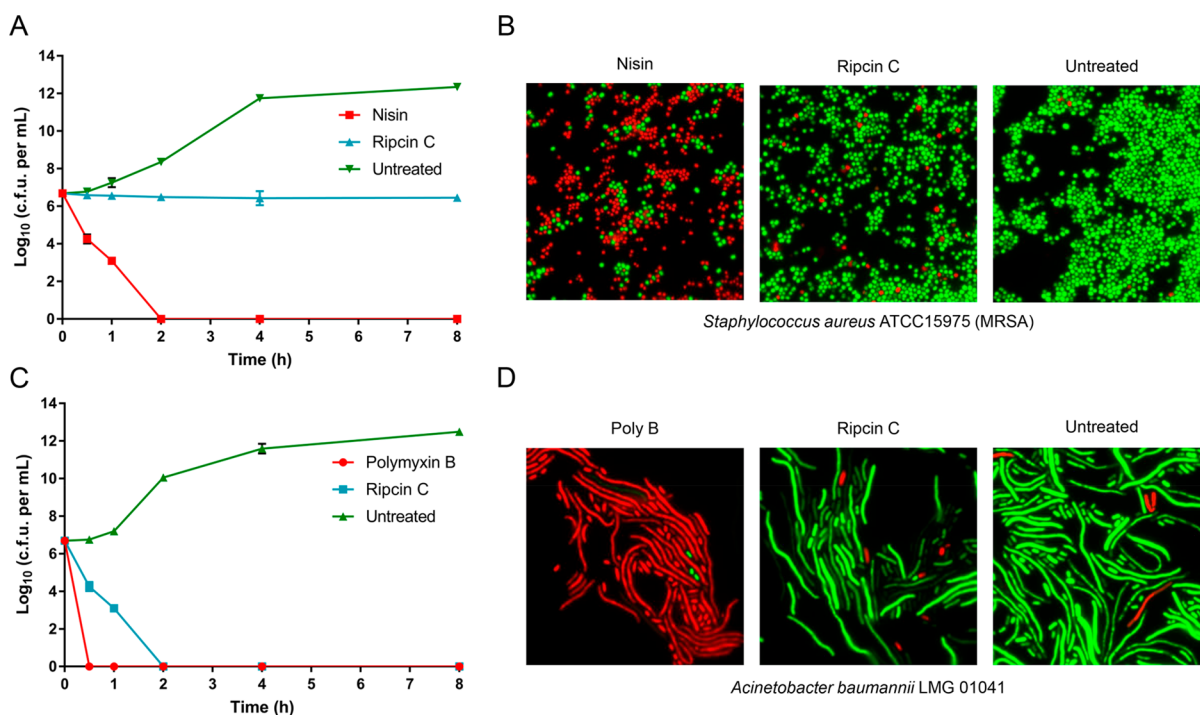 A
14
12
10
8
6
4
2
0
Log10 (c.f.u. per mL)
0 1 2 3 4 5 6 7 8
Time (h)
Nisin
Ripcin C
Untreated
B
Nisin
Ripcin C
Untreated
Staphylococcus aureus ATCC15975 (MRSA)
C
14
12
10
8
6
4
2
0
Log10 (c.f.u. per mL)
0 1 2 3 4 5 6 7 8
Time (h)
Polymyxin B
Ripcin C
Untreated
D
Poly B
Ripcin C
Untreated
Acinetobacter baumannii LMG 01041